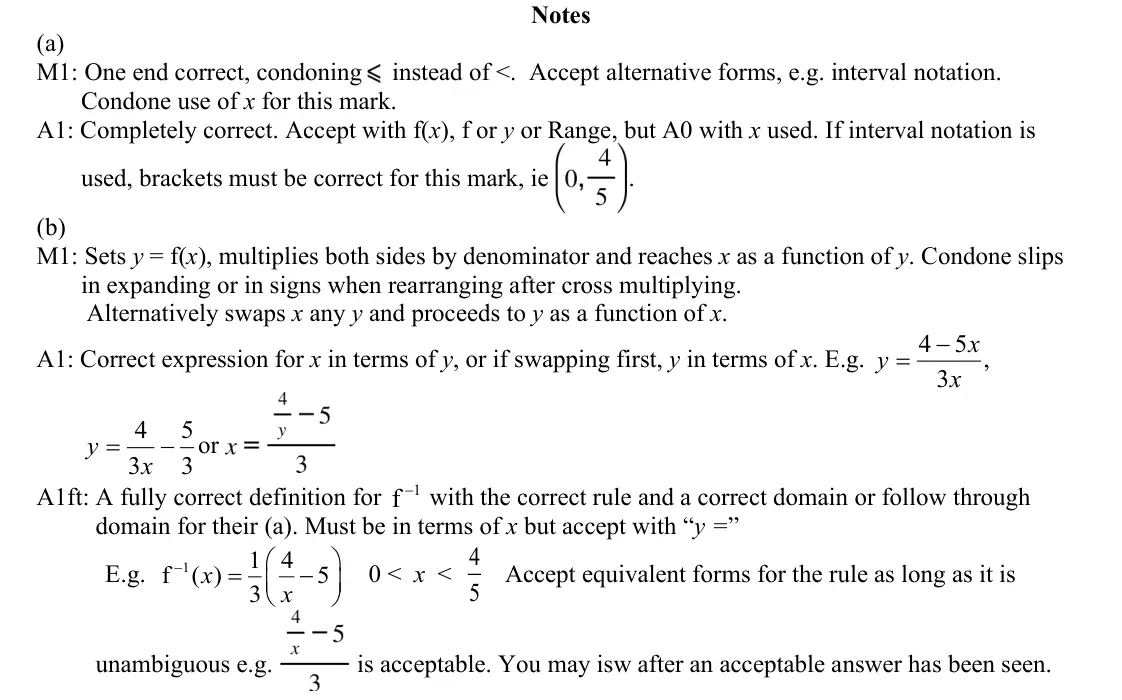 Notes
(a)
M1: One end correct, condoning ⩽ instead of <. Accept alternative forms, e.g. interval notation.
Condone use of x for this mark.
A1: Completely correct. Accept with f(x), f or y or Range, but A0 with x used. If interval notation is
used, brackets must be correct for this mark, ie (0, 4/5).
(b)
M1: Sets y = f(x), multiplies both sides by denominator and reaches x as a function of y. Condone slips
in expanding or in signs when rearranging after cross multiplying.
Alternatively swaps x any y and proceeds to y as a function of x.
A1: Correct expression for x in terms of y, or if swapping first, y in terms of x. E.g. y = (4 – 5x)/(3x),
y = 4/(3x) – 5/3 or x = (4/y – 5)/3
A1ft: A fully correct definition for f⁻¹ with the correct rule and a correct domain or follow through
domain for their (a). Must be in terms of x but accept with “y =”
E.g. f⁻¹(x) = 1/3 (4/x – 5) 0 < x < 4/5 Accept equivalent forms for the rule as long as it is
unambiguous e.g. (4/x – 5)/3 is acceptable. You may isw after an acceptable answer has been seen.